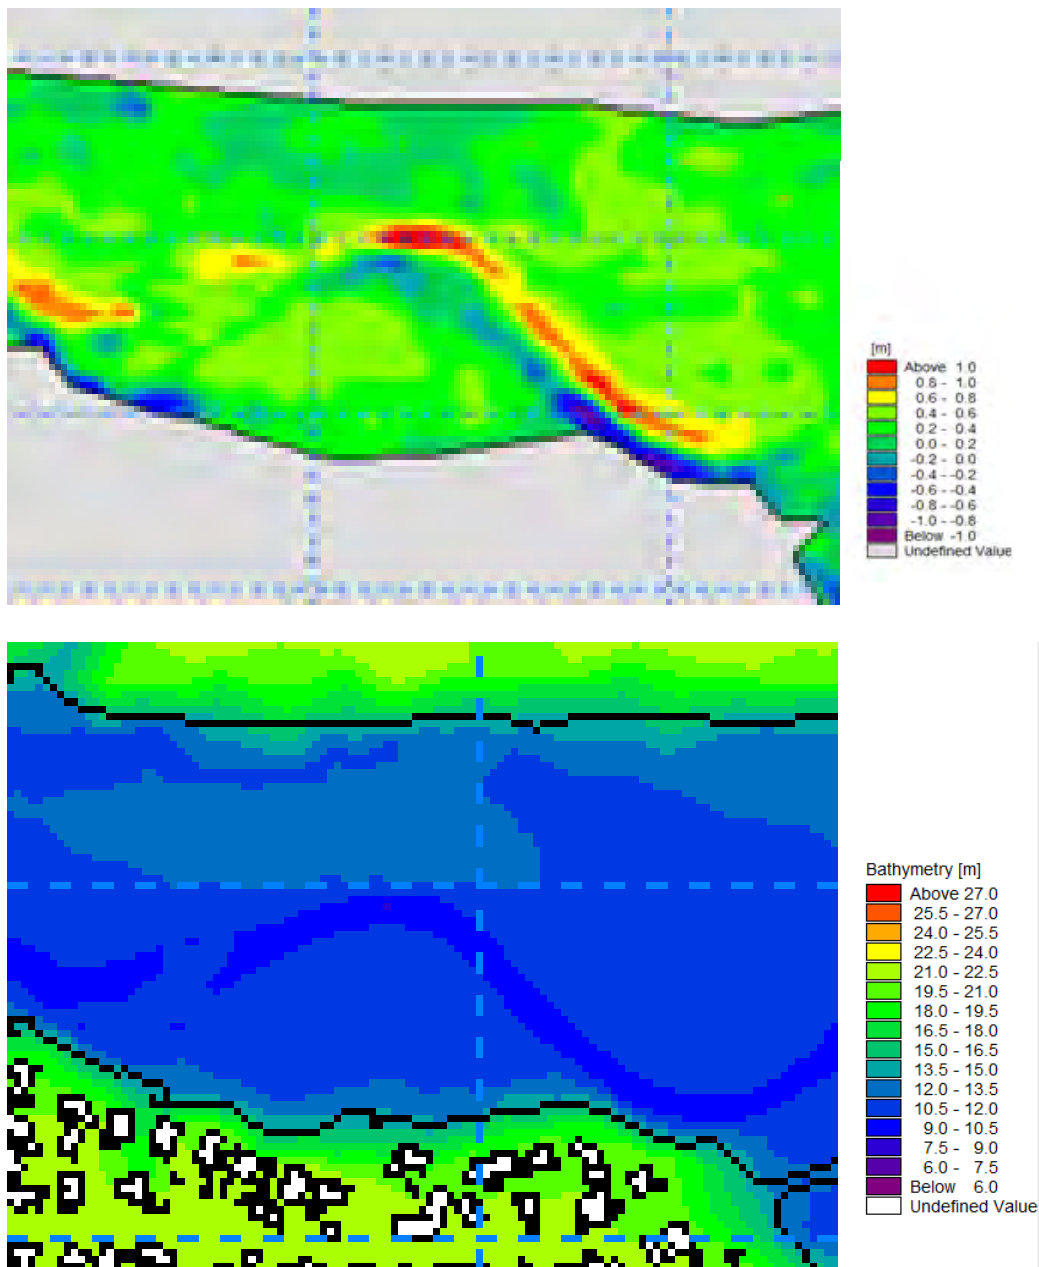 [m]
Above 1.0
0.8 - 1.0
0.6 - 0.8
0.4 - 0.6
0.2 - 0.4
0.0 - 0.2
-0.2 - 0.0
-0.4 - -0.2
-0.6 - -0.4
-0.8 - -0.6
-1.0 - -0.8
Below -1.0
Undefined Value
Bathymetry [m]
Above 27.0
25.5 - 27.0
24.0 - 25.5
22.5 - 24.0
21.0 - 22.5
19.5 - 21.0
18.0 - 19.5
16.5 - 18.0
15.0 - 16.5
13.5 - 15.0
12.0 - 13.5
10.5 - 12.0
9.0 - 10.5
7.5 - 9.0
6.0 - 7.5
Below 6.0
Undefined Value